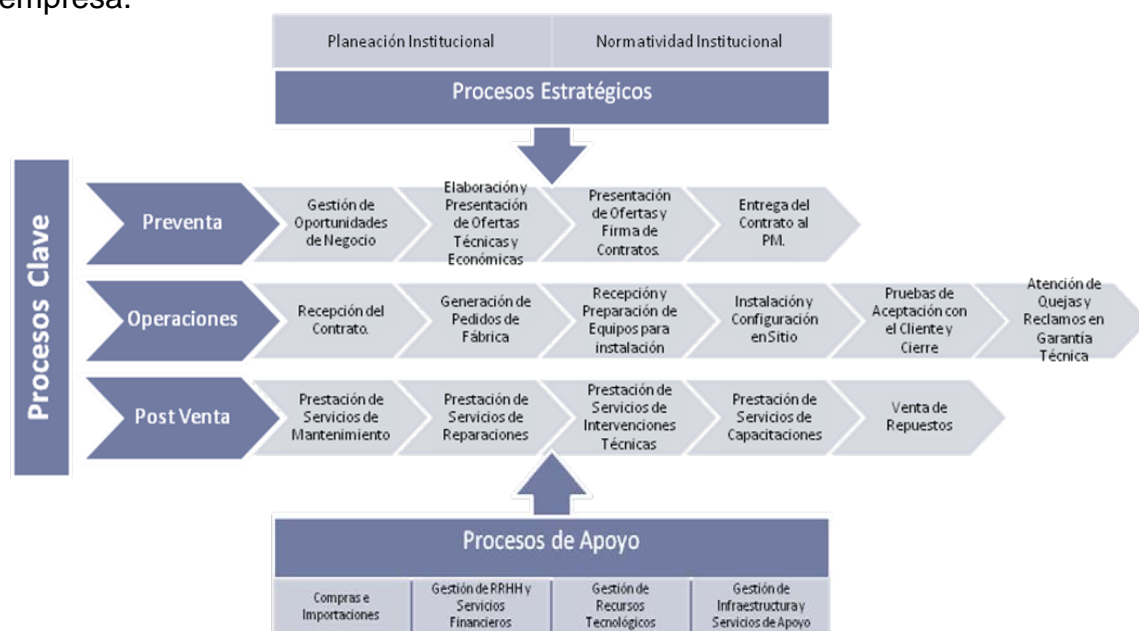 empresa.
Planeación Institucional
Normatividad Institucional
Procesos Estratégicos
Procesos Clave
Preventa
Gestión de
Oportunidades
de Negocio
Elaboración y
Presentación
de Ofertas
Técnicas y
Económicas
Presentación
de Ofertas y
Firma de
Contratos.
Entrega del
Contrato al
PM.
Operaciones
Recepción del
Contrato.
Generación de
Pedidos de
Fábrica
Recepción y
Preparación de
Equipos para
instalación
Instalación y
Configuración
en Sitio
Pruebas de
Aceptación con
el Cliente y
Cierre
Atención de
Quejas y
Reclamos en
Garantía
Técnica
Post Venta
Prestación de
Servicios de
Mantenimiento
Prestación de
Servicios de
Reparaciones
Prestación de
Servicios de
Intervenciones
Técnicas
Prestación de
Servicios de
Capacitaciones
Venta de
Repuestos
Procesos de Apoyo
Compras e
Importaciones
Gestión de RRHH y
Servicios
Financieros
Gestión de
Recursos
Tecnológicos
Gestión de
Infraestructura y
Servicios de Apoyo